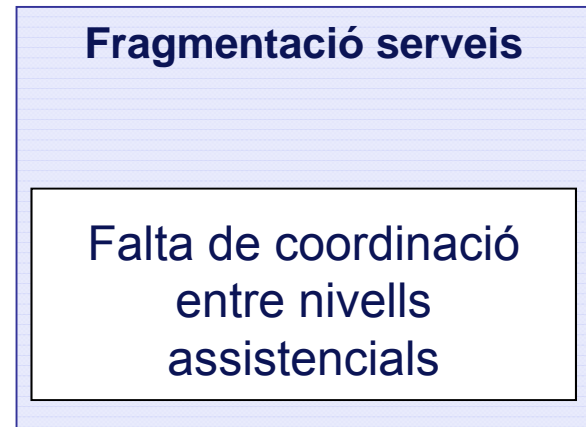 Fragmentació serveis
Falta de coordinació
entre nivells
assistencials